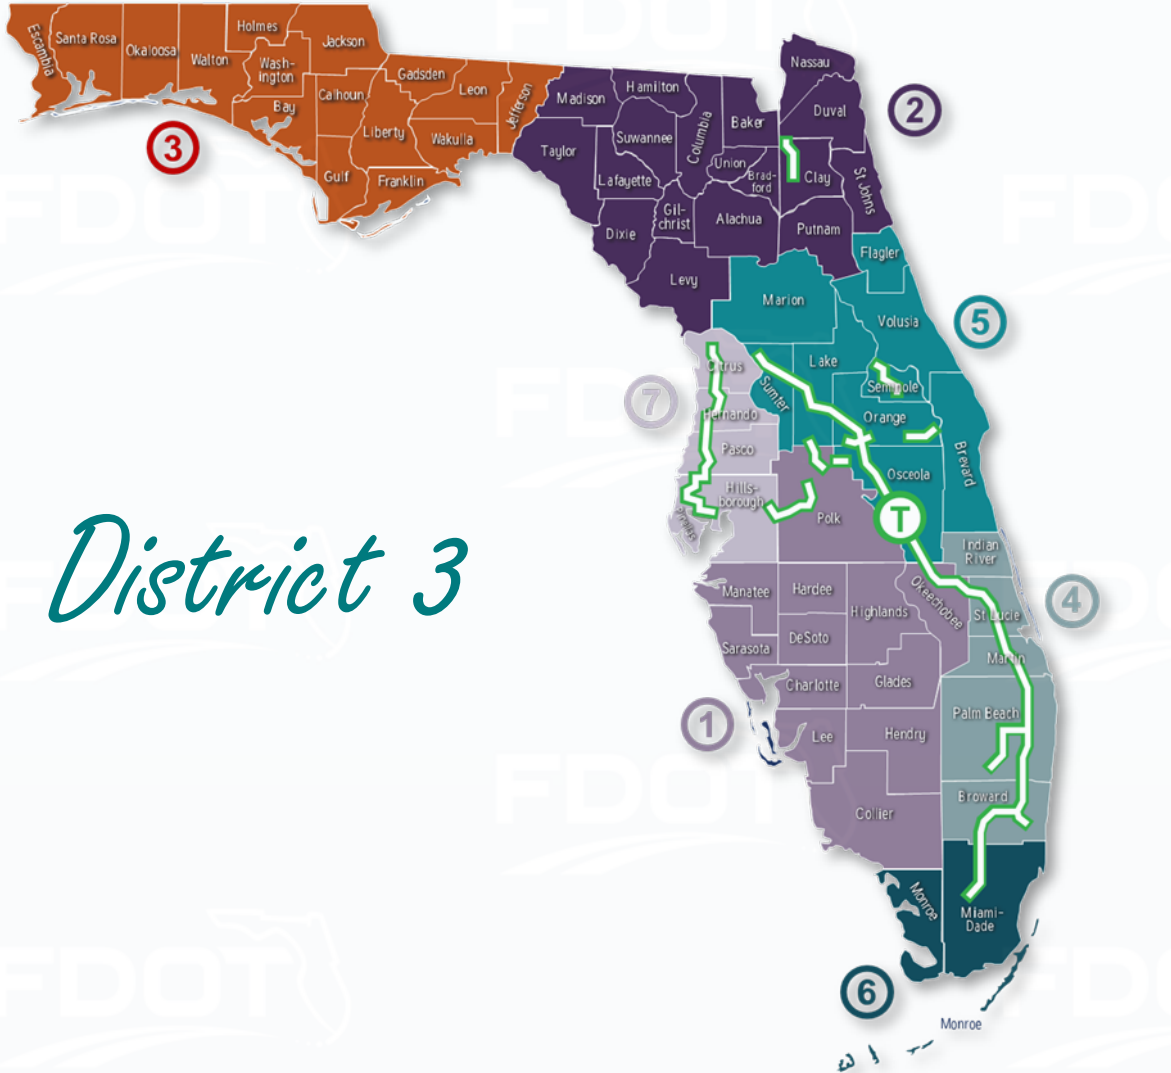 Holmes
Jackson
Santa Rosa
Escambia
Okaloosa
Walton
Wash-
ington
Gadsden
Leon
Jefferson
Calhoun
Bay
Liberty
Wakulla
Gulf
Franklin
3
Nassau
Duval
2
Madison
Hamilton
Columbia
Baker
Taylor
Suwannee
Union
Brad-
ford
Clay
St Johns
Lafayette
Gil-
christ
Alachua
Putnam
Dixie
Levy
Flagler
Marion
Volusia
5
Lake
Citrus
Sumter
Seminole
7
Hernando
Orange
Pasco
Brevard
Osceola
Hills-
borough
Polk
T
Pinellas
District 3
Indian
River
Manatee
Hardee
Highlands
Okeechobee
St Lucie
4
DeSoto
Sarasota
Martin
Charlotte
Glades
1
Lee
Hendry
Palm Beach
Broward
Collier
Monroe
Miami-
Dade
6
Monroe
FDOT
FDOT
FDOT
FDOT